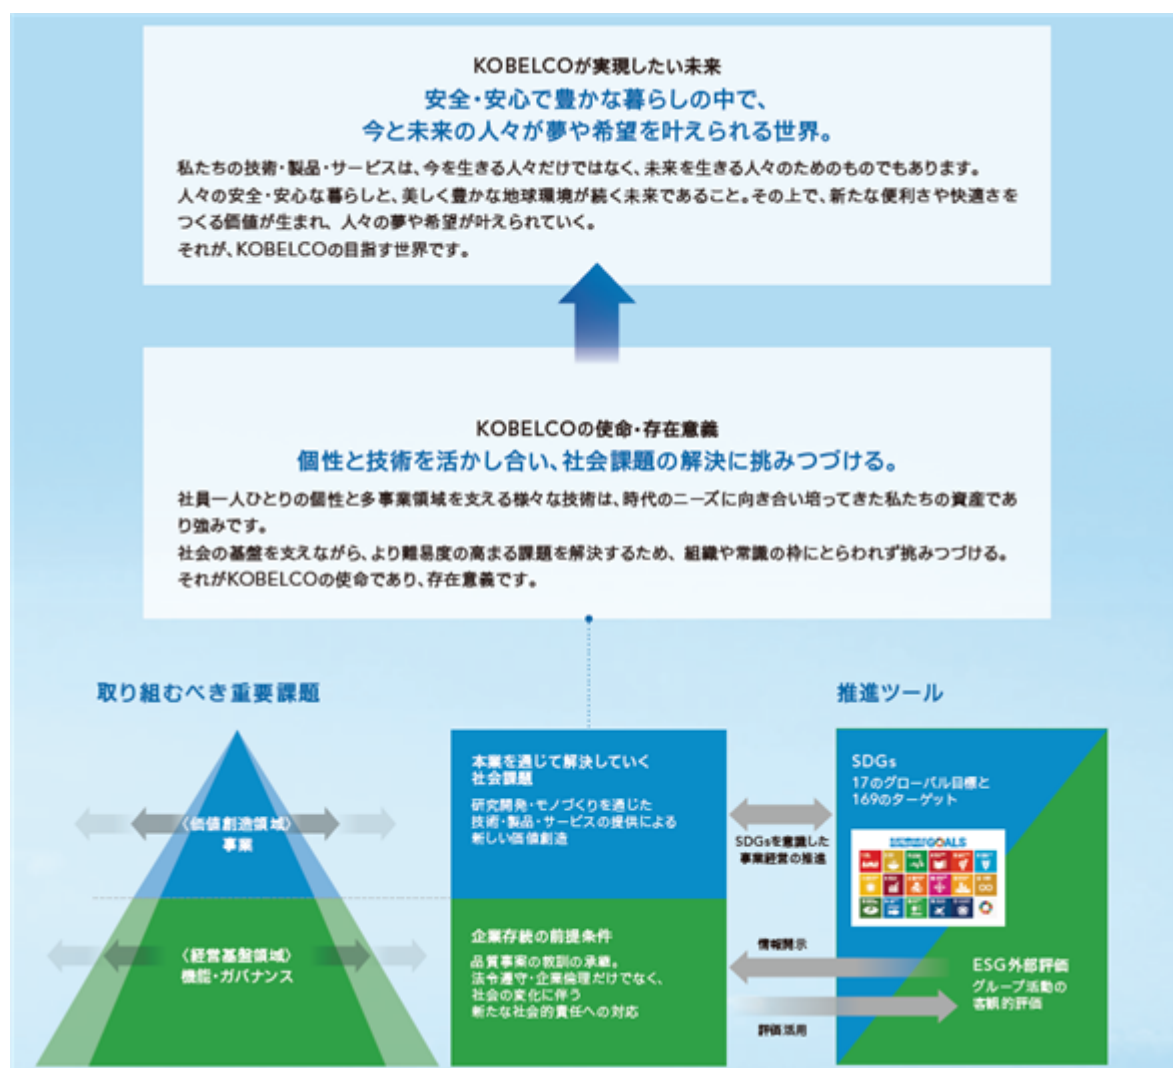 KOBELCOが実現したい未来
安全・安心で豊かな暮らしの中で、
今と未来の人々が夢や希望を叶えられる世界。
私たちの技術・製品・サービスは、今を生きる人々だけではなく、未来を生きる人々のためのものでもあります。
人々の安全・安心な暮らしと、美しく豊かな地球環境が続く未来であること。その上で、新たな便利さや快適さを
つくる価値が生まれ、人々の夢や希望が叶えられていく。
それが、KOBELCOの目指す世界です。
KOBELCOの使命・存在意義
個性と技術を活かし合い、社会課題の解決に挑みつづける。
社員一人ひとりの個性と多事業領域を支える様々な技術は、時代のニーズに向き合い培ってきた私たちの資産であ
り強みです。
社会の基盤を支えながら、より難易度の高まる課題を解決するため、組織や常識の枠にとらわれず挑みつづける。
それがKOBELCOの使命であり、存在意義です。
取り組むべき重要課題
〈価値創造領域〉
事業
〈経営基盤領域〉
機能・ガバナンス
本業を通じて解決していく
社会課題
研究開発・モノづくりを通じた
技術・製品・サービスの提供による
新しい価値創造
企業存続の前提条件
品質事案の教訓の承継。
法令遵守・企業倫理だけでなく、
社会の変化に伴う
新たな社会的責任への対応
SDGsを意識した
事業経営の推進
情報開示
評価活用
推進ツール
SDGs
17のグローバル目標と
169のターゲット
GOALS
ESG外部評価
グループ活動の
客観的評価